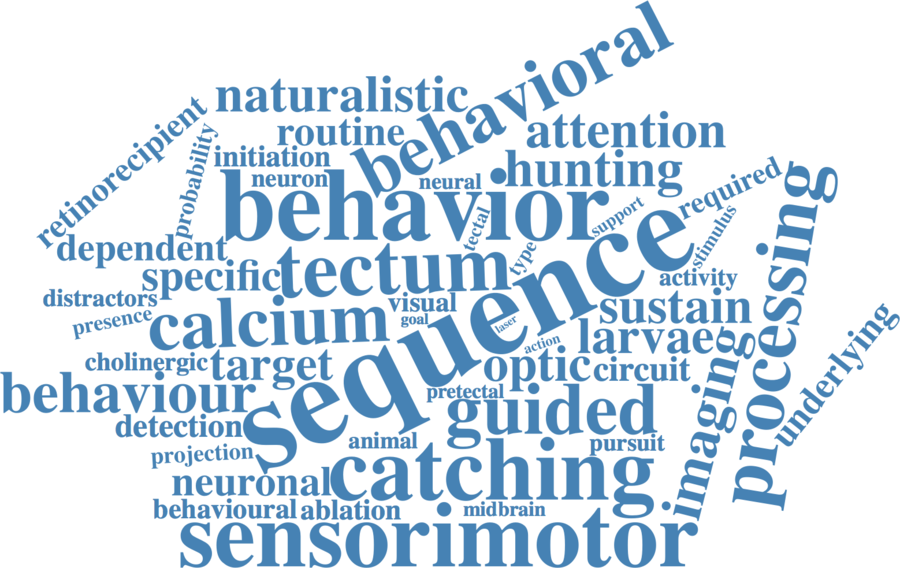 behavioral
naturalistic
retinorecipient
probability
routine
attention
initiation
hunting
neuron
neural
behavior
required
processing
tectal
support
stimulus
dependent
type
specific
tectum
sequence
activity
distractors
visual
sustain
presence
calcium
goal
laser
larvae
action
underlying
cholinergic
target
optic
circuit
imaging
behaviour
pretectal
guided
detection
animal
pursuit
projection
neuronal
catching
behavioural
ablation
midbrain
sensorimotor